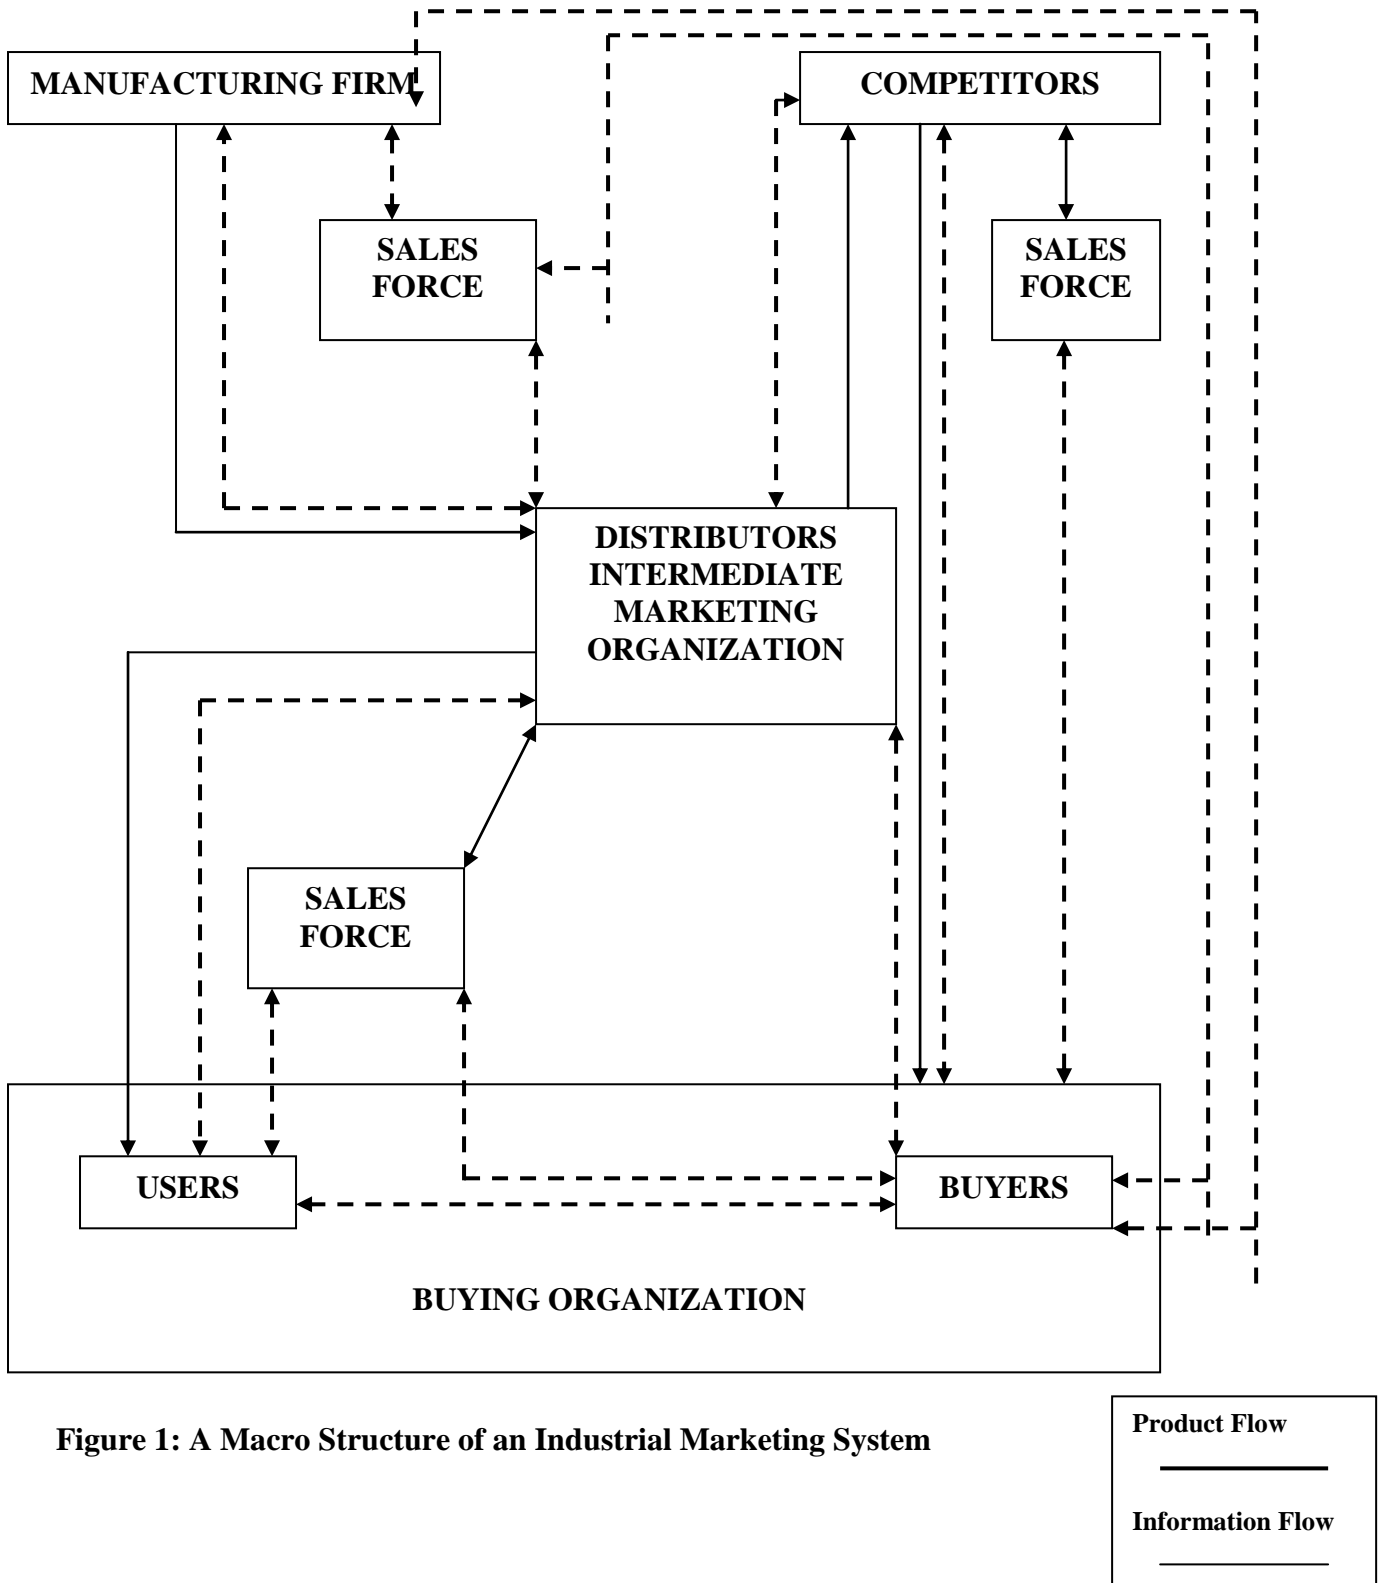 MANUFACTURING FIRM
COMPETITORS
SALES
FORCE
SALES
FORCE
DISTRIBUTORS
INTERMEDIATE
MARKETING
ORGANIZATION
SALES
FORCE
USERS
BUYERS
BUYING ORGANIZATION
Figure 1: A Macro Structure of an Industrial Marketing System
Product Flow
Information Flow